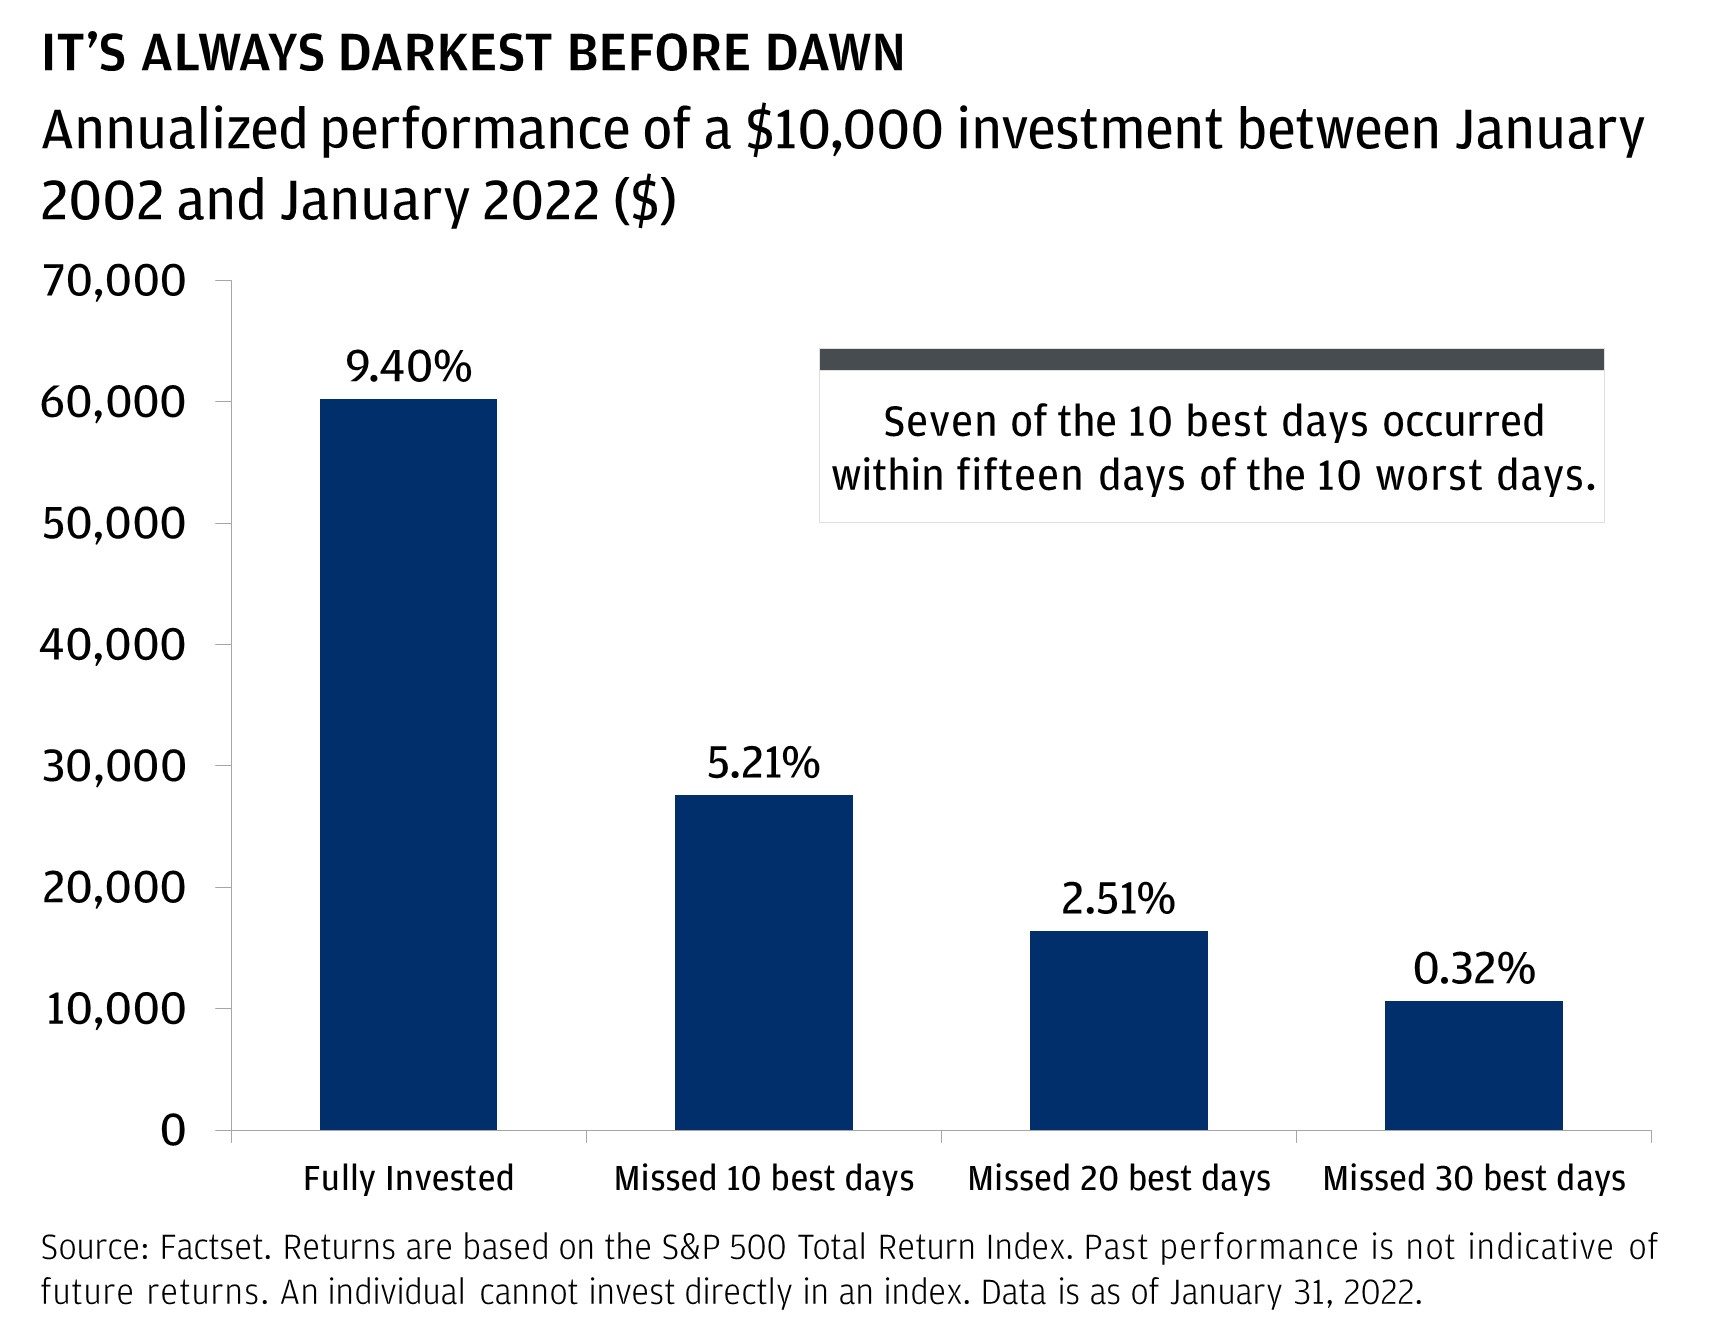 IT’S ALWAYS DARKEST BEFORE DAWN
Annualized performance of a $10,000 investment between January
2002 and January 2022 ($)
70,000
60,000
50,000
40,000
30,000
20,000
10,000
0
9.40%
5.21%
2.51%
0.32%
Seven of the 10 best days occurred
within fifteen days of the 10 worst days.
Fully Invested
Missed 10 best days
Missed 20 best days
Missed 30 best days
Source: Factset. Returns are based on the S&P 500 Total Return Index. Past performance is not indicative of
future returns. An individual cannot invest directly in an index. Data is as of January 31, 2022.